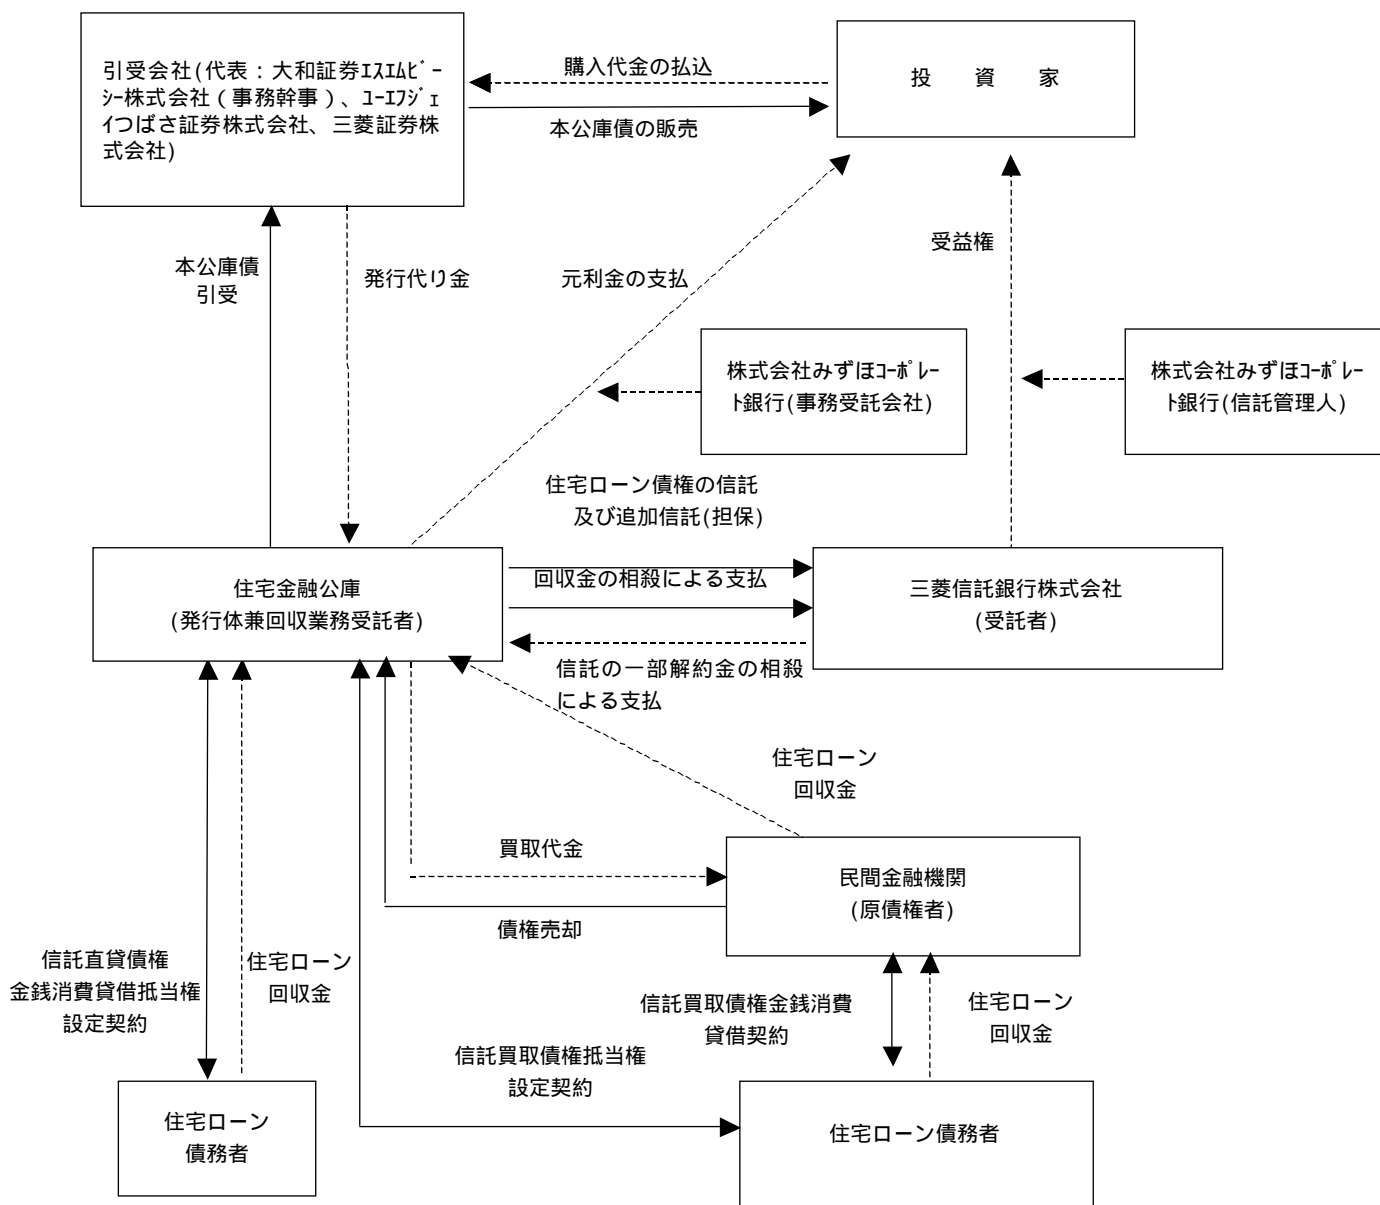 引受会社(代表：大和証券ｴｽｴﾑﾋﾞｰ
ｼｰ株式会社（事務幹事）、ﾕｰｴﾌｼﾞｪ
ｲつばさ証券株式会社、三菱証券株
式会社)
購入代金の払込
本公庫債の販売
投　資　家
本公庫債
引受
発行代り金
元利金の支払
受益権
株式会社みずほｺｰﾎﾟﾚｰ
ﾄ銀行(事務受託会社)
株式会社みずほｺｰﾎﾟﾚｰ
ﾄ銀行(信託管理人)
住宅ローン債権の信託
及び追加信託(担保)
住宅金融公庫
(発行体兼回収業務受託者)
回収金の相殺による支払
三菱信託銀行株式会社
(受託者)
信託の一部解約金の相殺
による支払
住宅ローン
回収金
買取代金
民間金融機関
(原債権者)
債権売却
信託直貸債権
金銭消費貸借抵当権
設定契約
住宅ローン
回収金
信託買取債権金銭消費
貸借契約
住宅ローン
回収金
信託買取債権抵当権
設定契約
住宅ローン
債務者
住宅ローン債務者